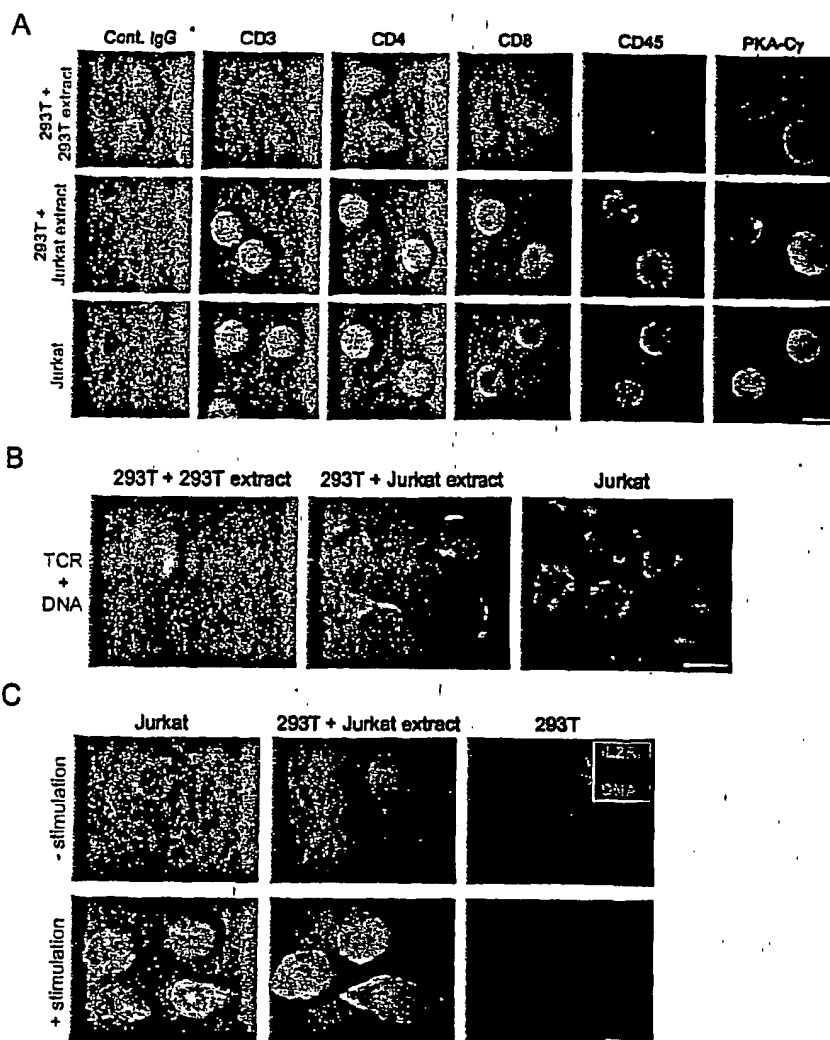 A
Cont. IgG CD3 CD4 CD8 CD45 PKA-Cγ
293T +
293T extract
293T +
Jurkat extract
Jurkat
B
293T + 293T extract 293T + Jurkat extract Jurkat
TCR
+
DNA
C
Jurkat 293T + Jurkat extract 293T
- stimulation
DNA
+ stimulation